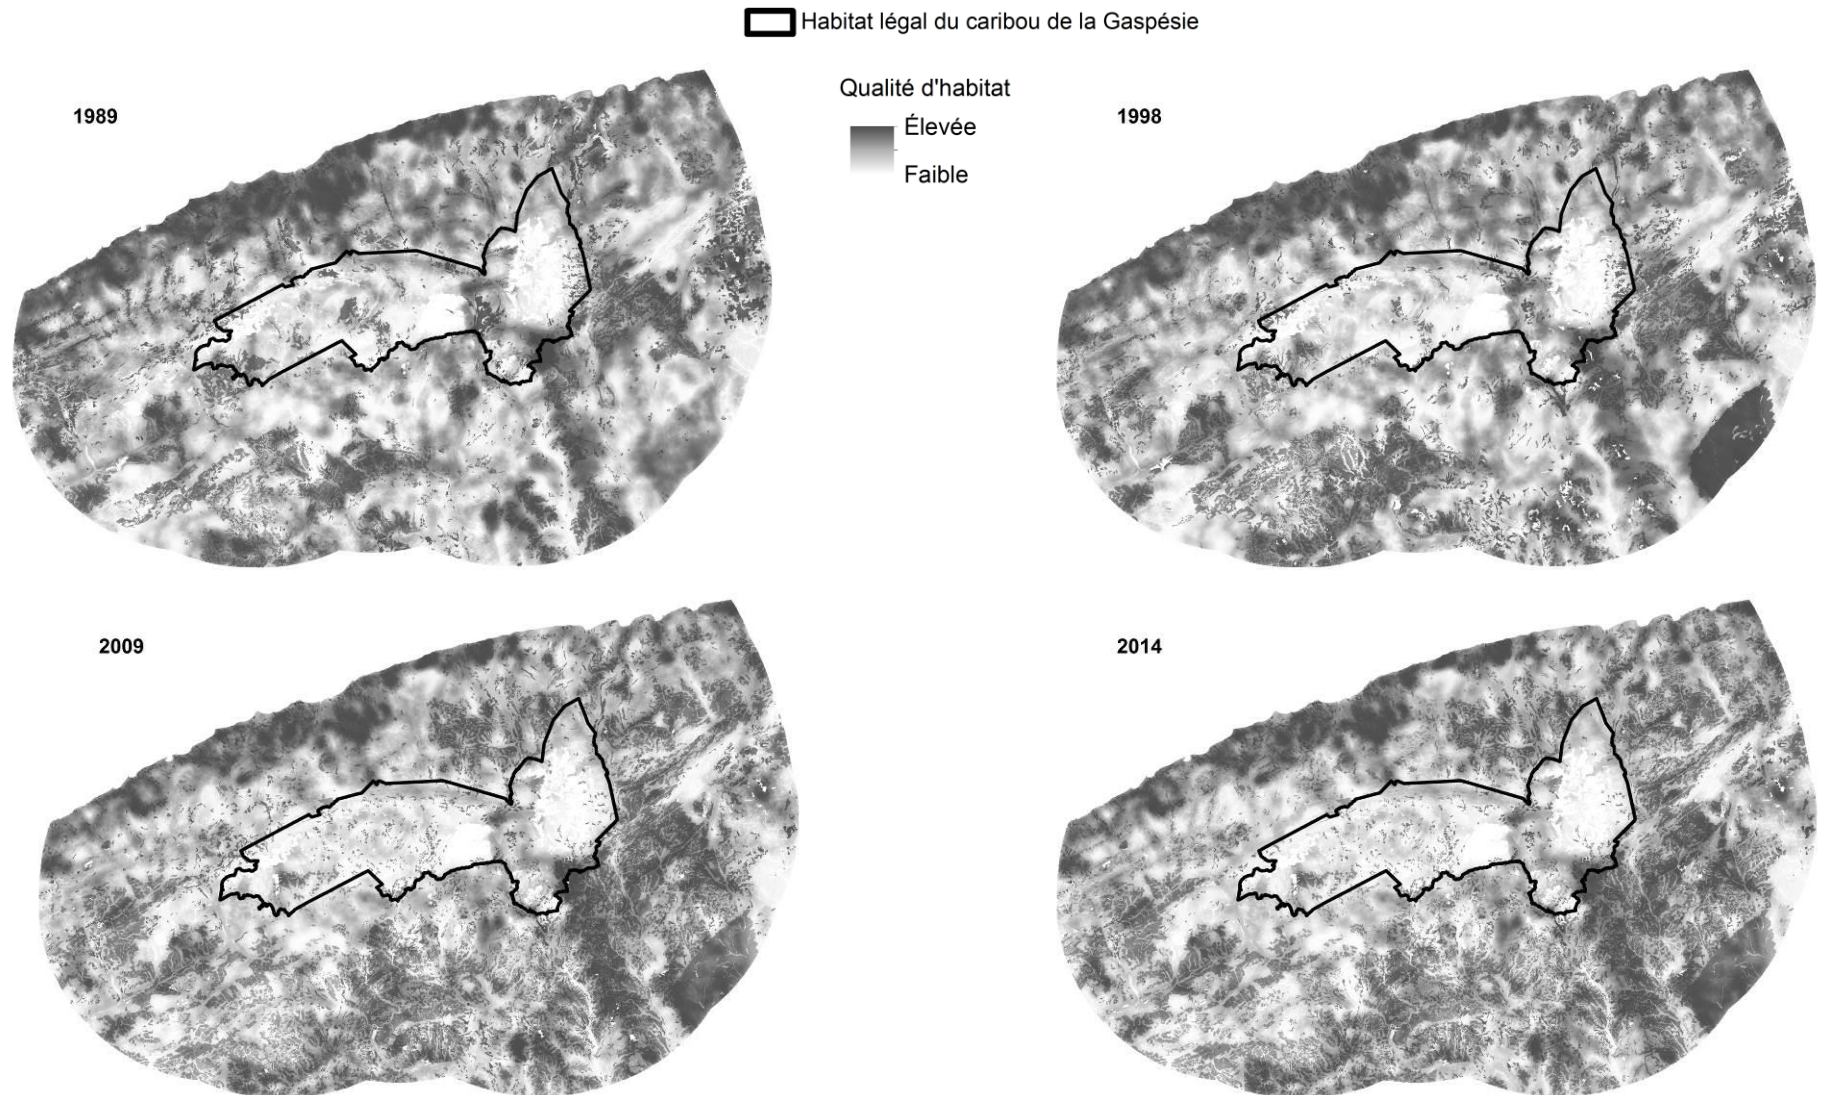 Habitat légal du caribou de la Gaspésie
Qualité d'habitat
Élevée
Faible
1989
1998
2009
2014